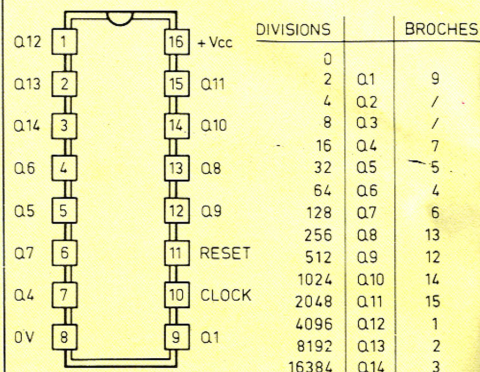 Q12 1 16 + Vcc
Q13 2 15 Q11
Q14 3 14 Q10
Q6 4 13 Q8
Q5 5 12 Q9
Q7 6 11 RESET
Q4 7 10 CLOCK
0V 8 9 Q1
DIVISIONS BROCHES
0
2 Q1 9
4 Q2 /
8 Q3 /
16 Q4 7
32 Q5 5
64 Q6 4
128 Q7 6
256 Q8 13
512 Q9 12
1024 Q10 14
2048 Q11 15
4096 Q12 1
8192 Q13 2
16384 Q14 3